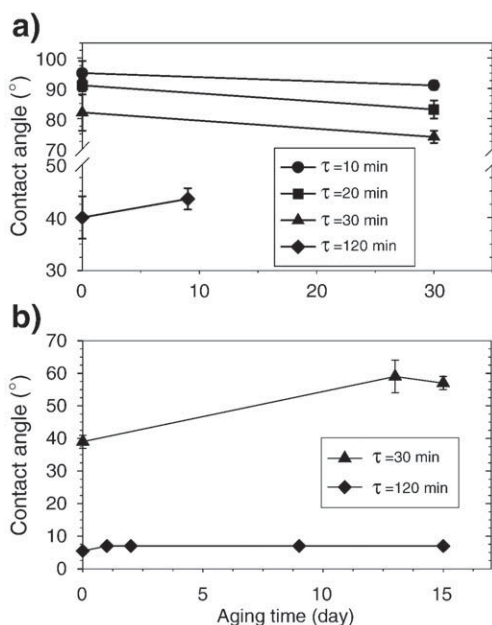 a)
Contact angle (°)
100
90
80
70
50
40
30
τ =10 min
τ =20 min
τ =30 min
τ =120 min
0 10 20 30
b)
Contact angle (°)
70
60
50
40
30
20
10
0
τ =30 min
τ =120 min
0 5 10 15
Aging time (day)